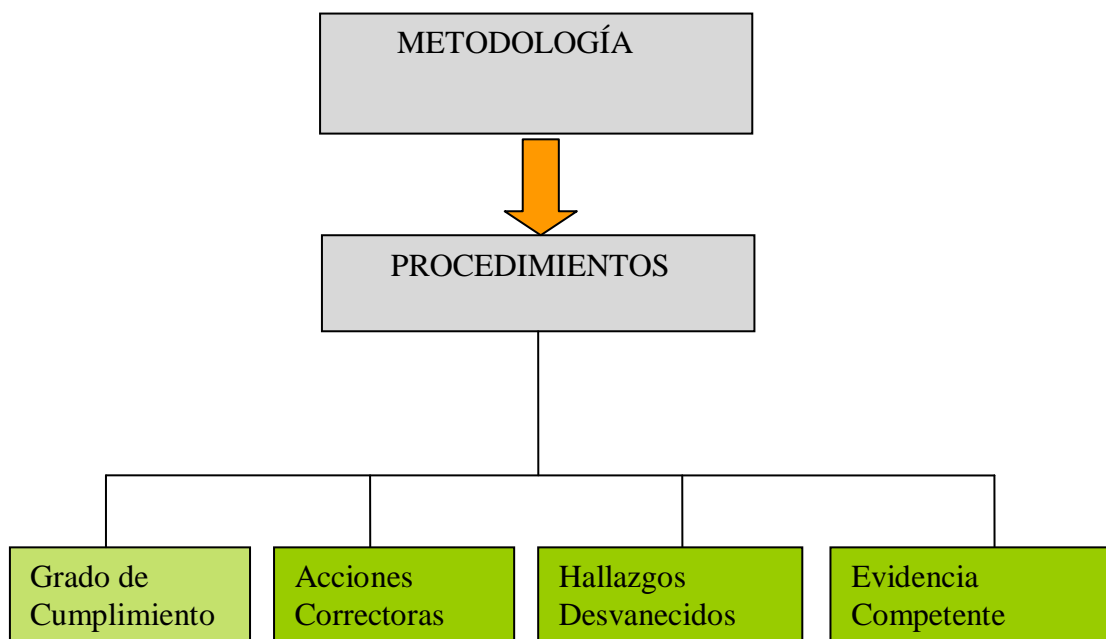 METODOLOGÍA
PROCEDIMIENTOS
Grado de
Cumplimiento
Acciones
Correctoras
Hallazgos
Desvanecidos
Evidencia
Competente